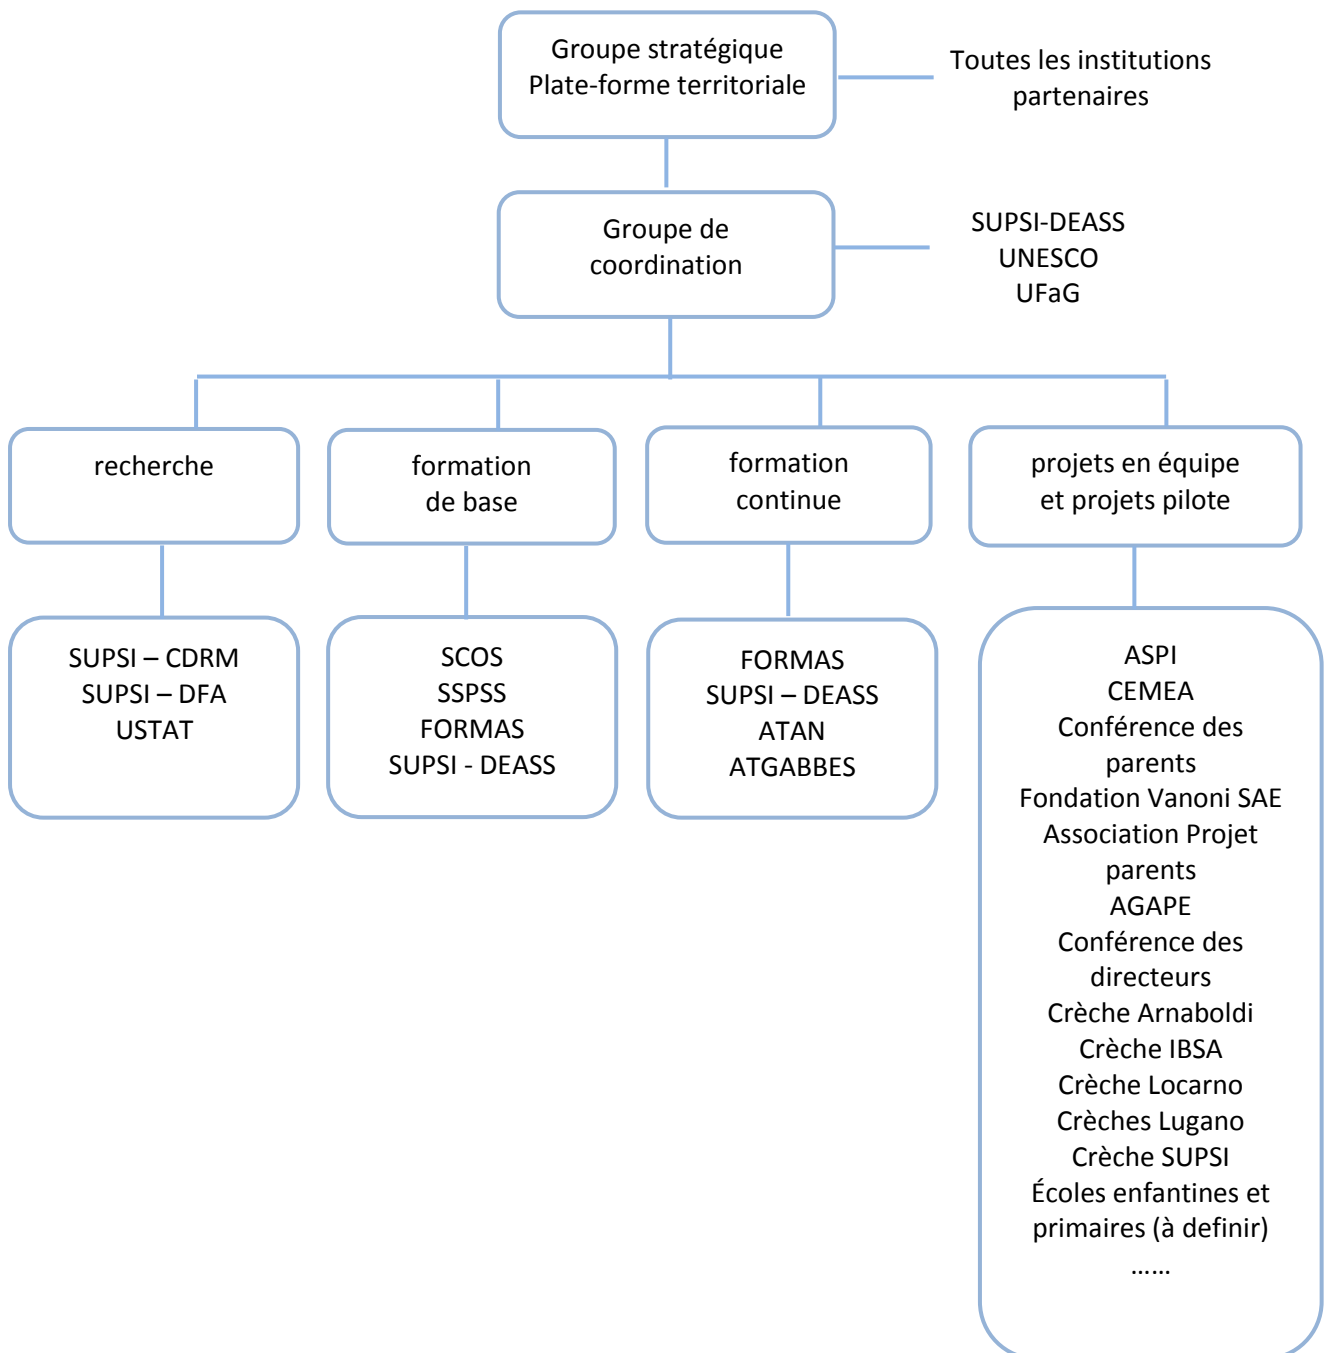 Groupe stratégique
Plate-forme territoriale
Toutes les institutions
partenaires
Groupe de
coordination
SUPSI-DEASS
UNESCO
UFaG
recherche
formation
de base
formation
continue
projets en équipe
et projets pilote
SUPSI – CDRM
SUPSI – DFA
USTAT
SCOS
SSPSS
FORMAS
SUPSI - DEASS
FORMAS
SUPSI – DEASS
ATAN
ATGABBES
ASPI
CEMEA
Conférence des
parents
Fondation Vanoni SAE
Association Projet
parents
AGAPE
Conférence des
directeurs
Crèche Arnaboldi
Crèche IBSA
Crèche Locarno
Crèches Lugano
Crèche SUPSI
Écoles enfantines et
primaires (à definir)
……